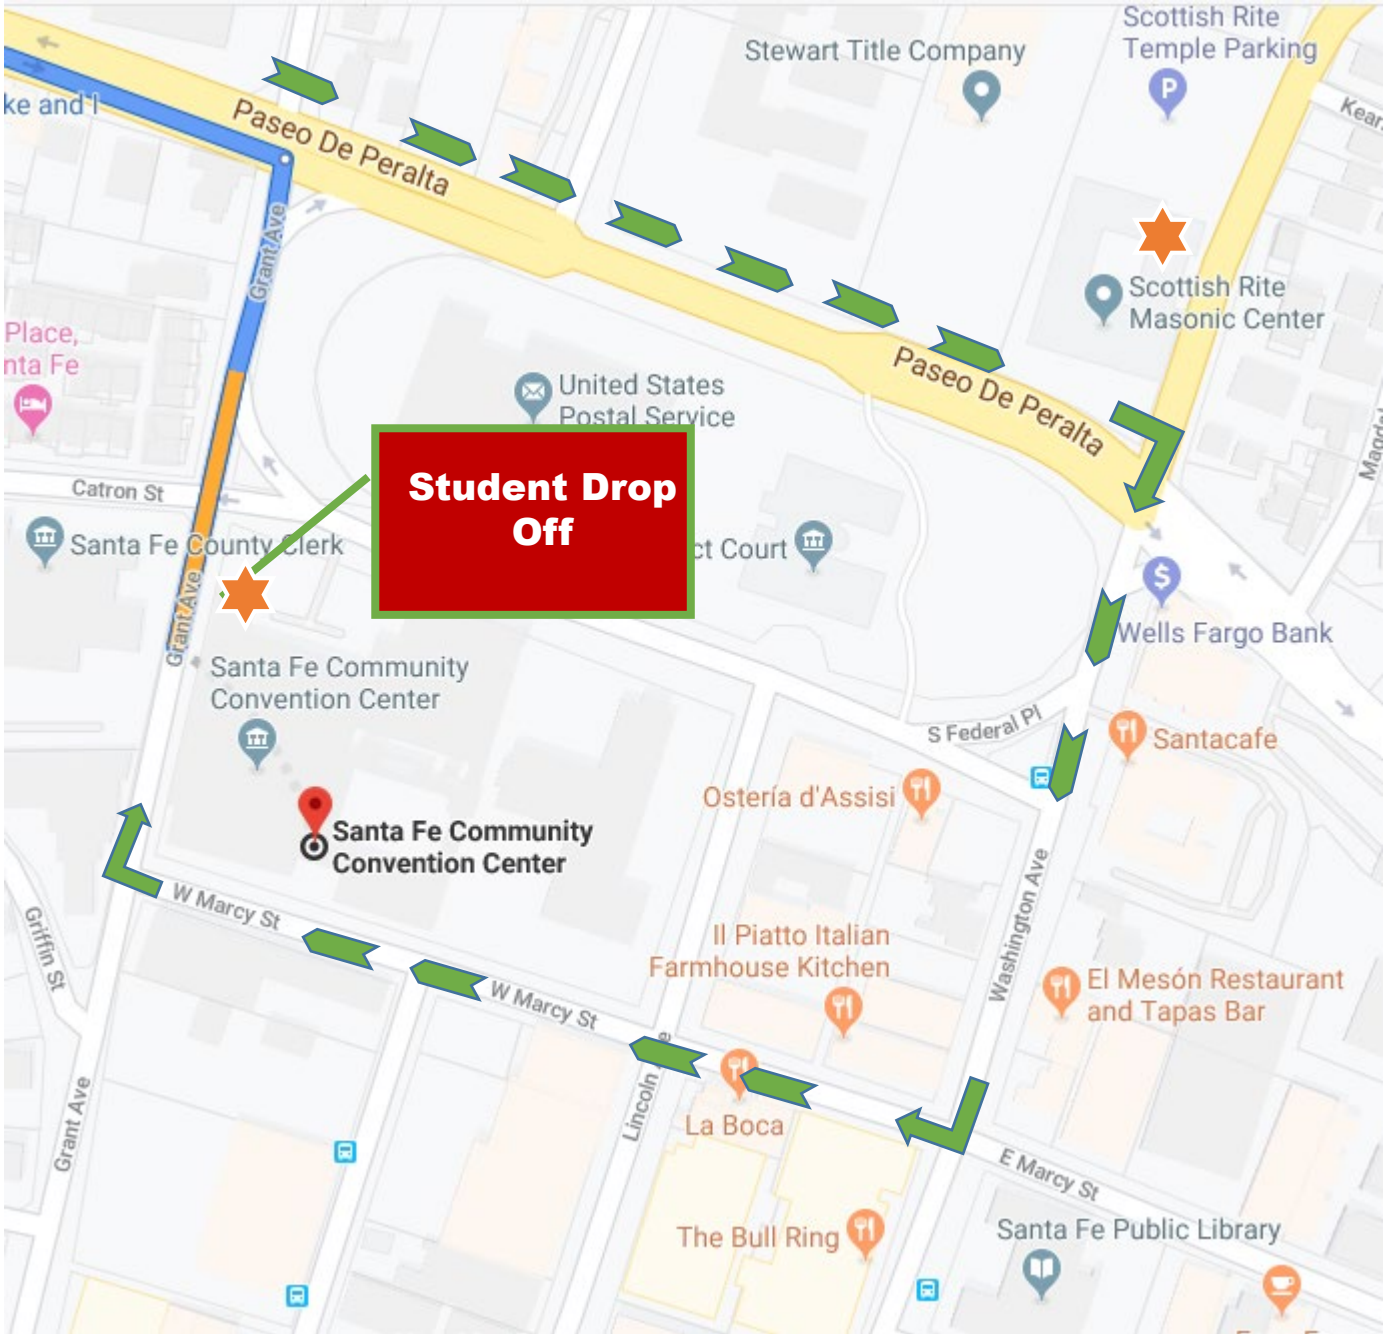 Scottish Rite
Temple Parking
Stewart Title Company
ke and I
Kear
Paseo De Peralta
Grant Ave
Scottish Rite
Masonic Center
Place,
nta Fe
United States
Postal Service
Paseo De Peralta
Student Drop
Off
Catron St
Santa Fe County Clerk
ct Court
Magdal
Grant Ave
Wells Fargo Bank
Santa Fe Community
Convention Center
S Federal Pl
Santacafe
Ostería d'Assisi
Santa Fe Community
Convention Center
W Marcy St
Griffin St
Washington Ave
Il Piatto Italian
Farmhouse Kitchen
El Mesón Restaurant
and Tapas Bar
W Marcy St
Lincoln e
Grant Ave
La Boca
E Marcy St
The Bull Ring
Santa Fe Public Library